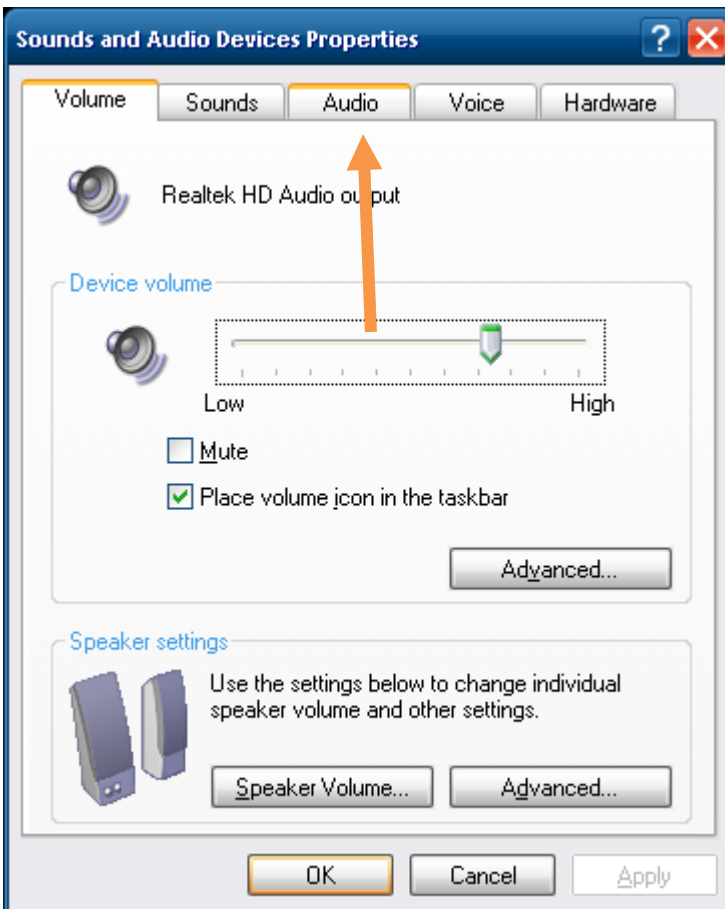 Sounds and Audio Devices Properties
Volume Sounds Audio Voice Hardware
Realtek HD Audio output
Device volume
Low High
Mute
Place volume icon in the taskbar
Advanced...
Speaker settings
Use the settings below to change individual
speaker volume and other settings.
Speaker Volume... Advanced...
OK Cancel Apply